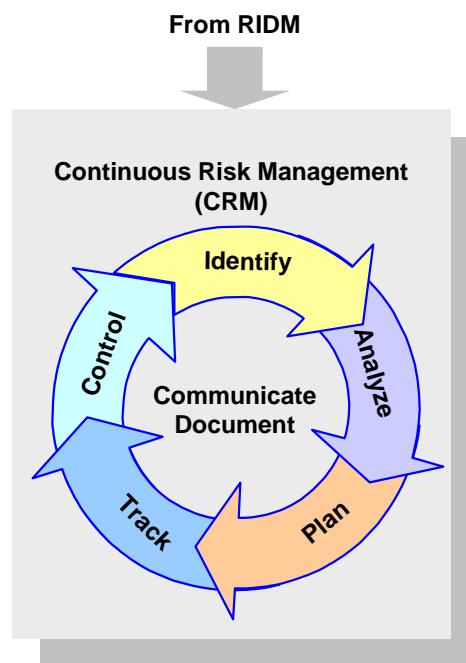 From RIDM
Continuous Risk Management
(CRM)
Identify
Analyze
Plan
Track
Control
Communicate
Document